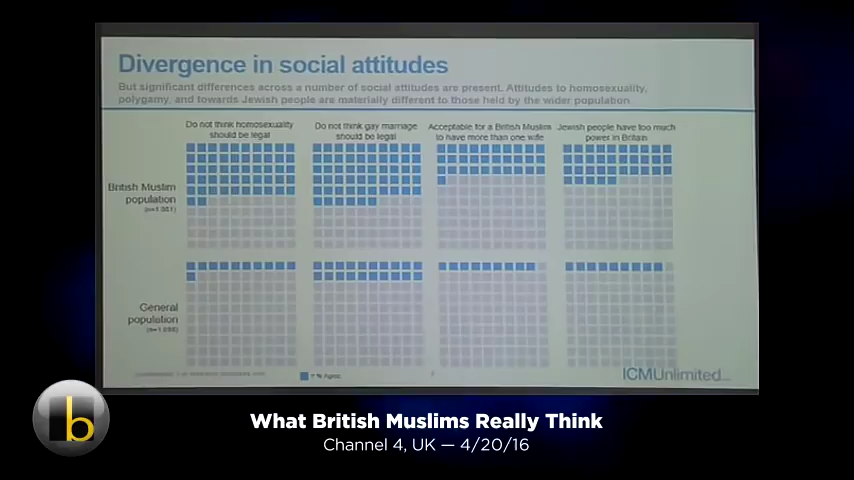 Divergence in social attitudes
But significant differences across a number of social attitudes are present. Attitudes to homosexuality,
polygamy, and towards Jewish people are materially different to those held by the wider population
Do not think homosexuality
should be legal
Do not think gay marriage
should be legal
Acceptable for a British Muslim
to have more than one wife
Jewish people have too much
power in Britain
British Muslim
population
General
population
ICMUnlimited
b
What British Muslims Really Think
Channel 4, UK — 4/20/16